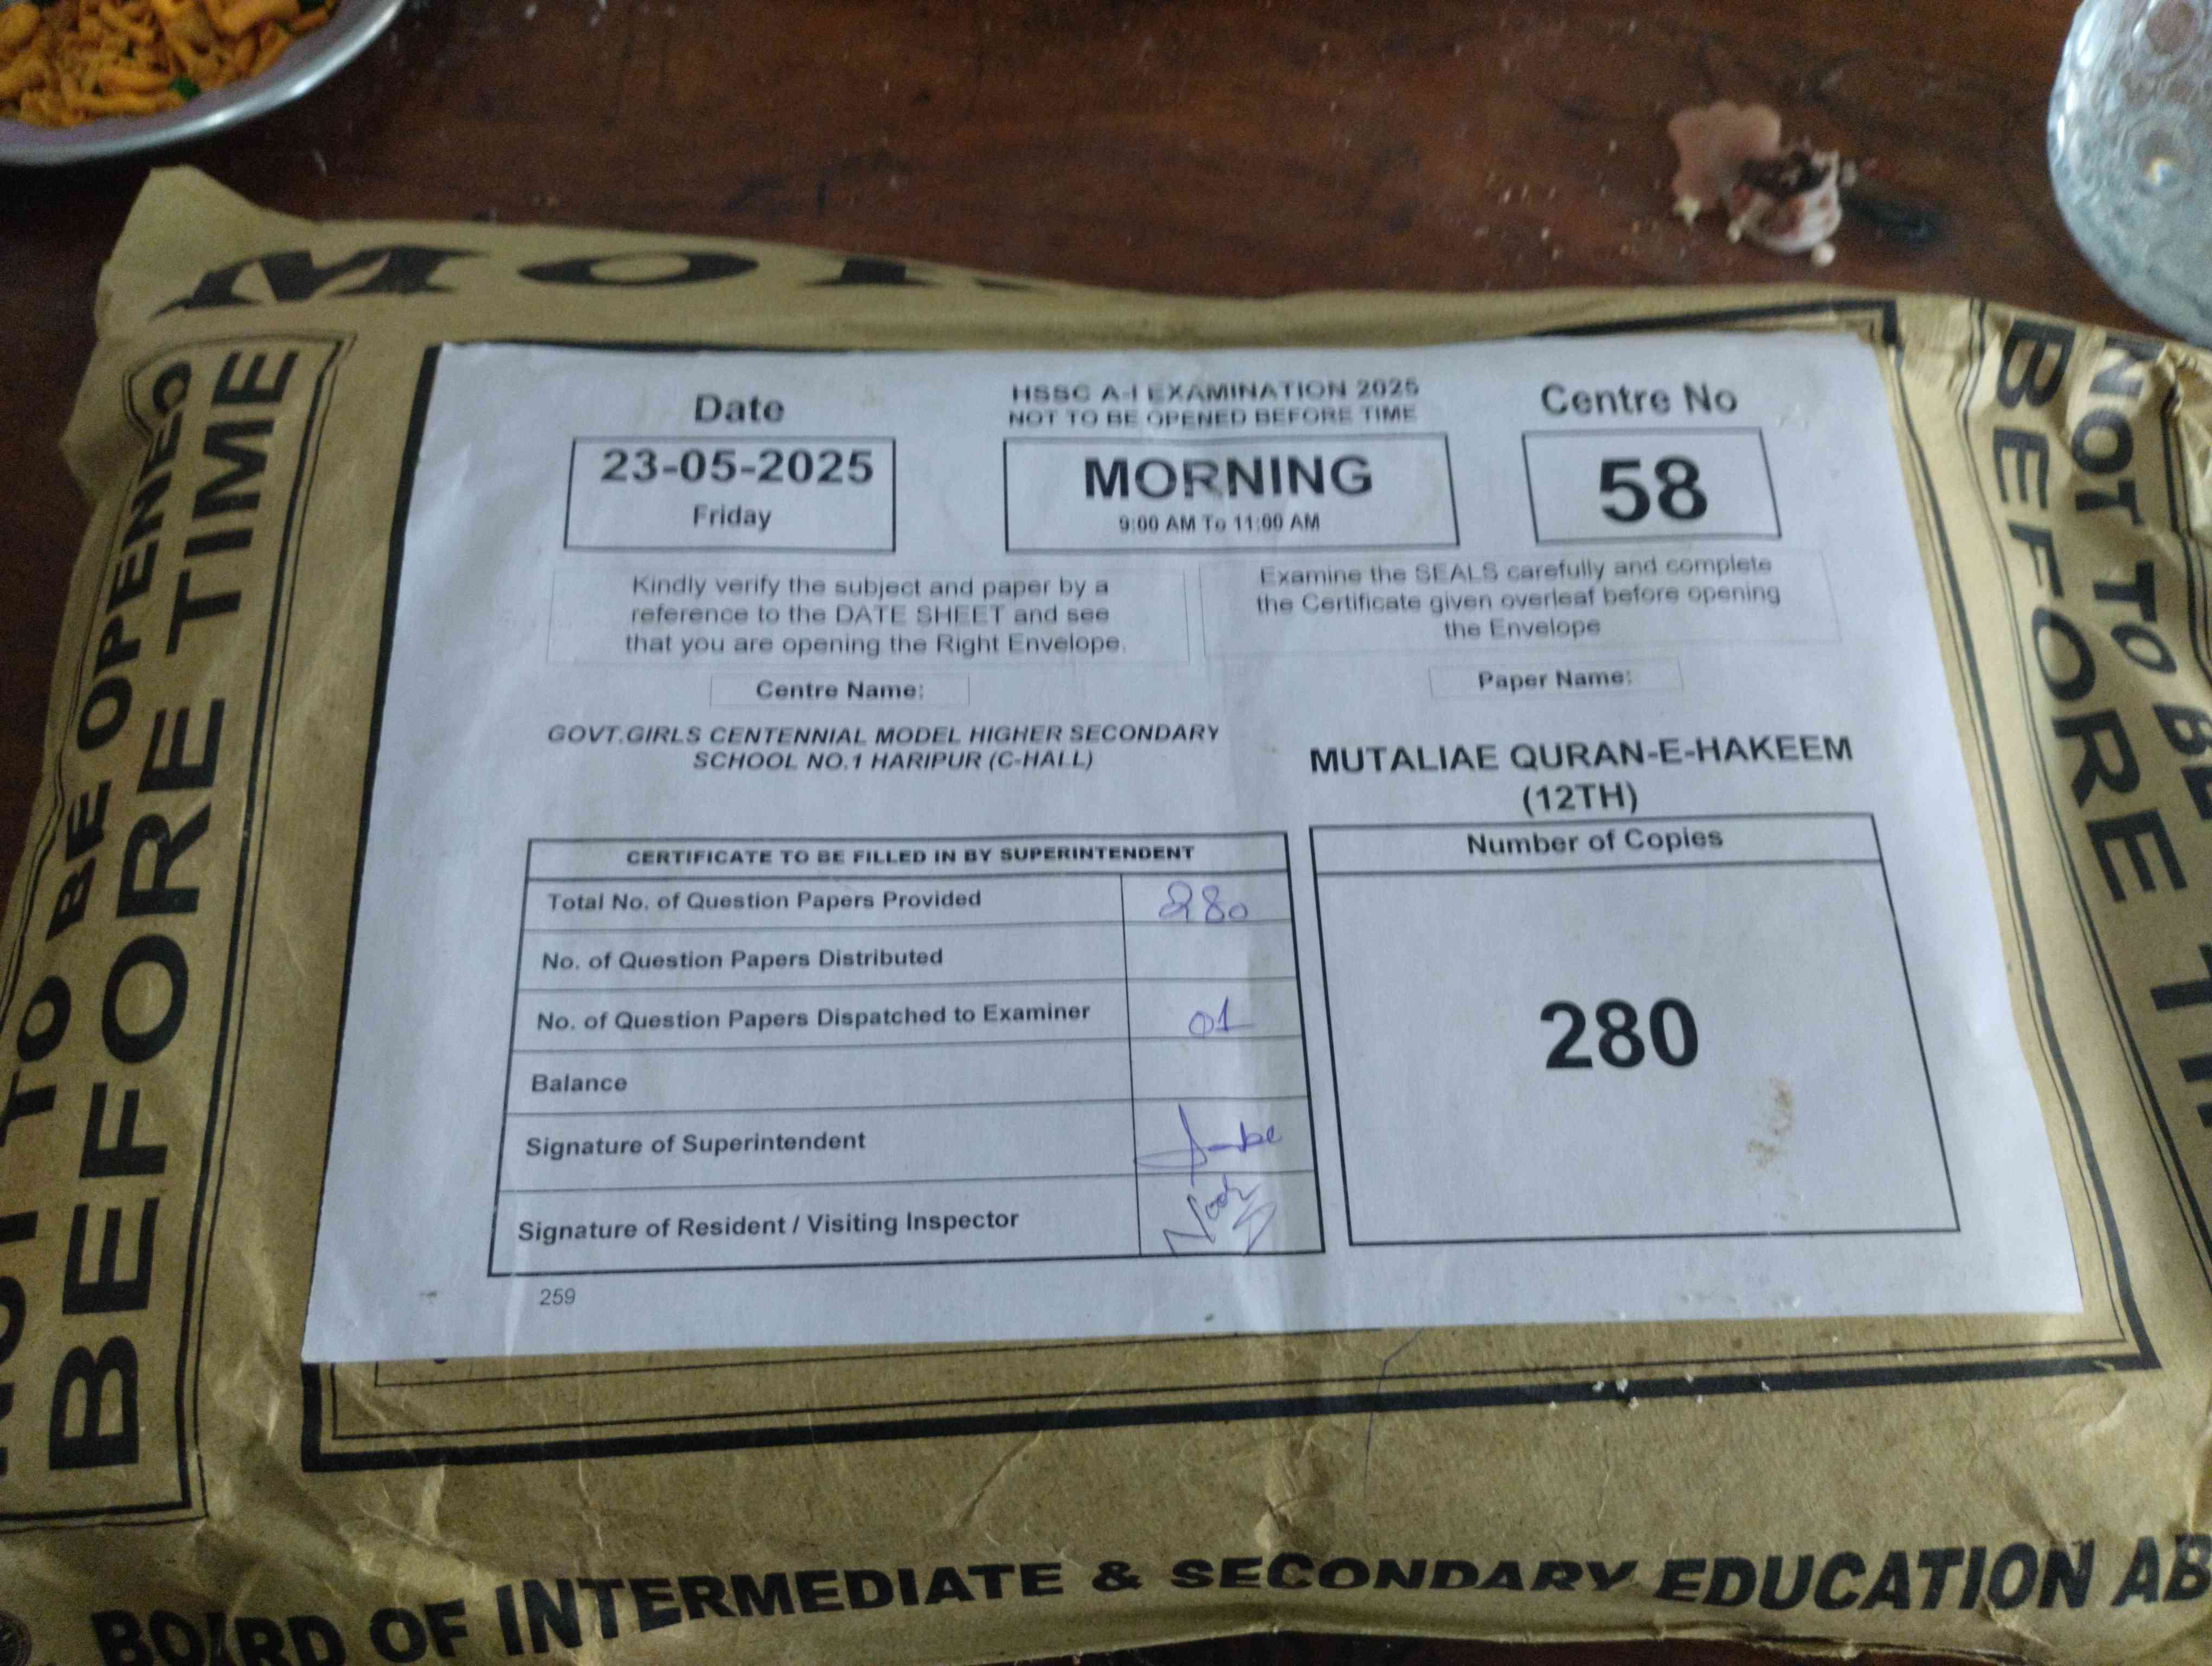 MOR
NOT TO BE OPENED
BEFORE TIME
Date
23-05-2025
Friday
HSSC A-I EXAMINATION 2025
NOT TO BE OPENED BEFORE TIME
MORNING
9:00 AM To 11:00 AM
Centre No
58
Kindly verify the subject and paper by a
reference to the DATE SHEET and see
that you are opening the Right Envelope.
Examine the SEALS carefully and complete
the Certificate given overleaf before opening
the Envelope
Centre Name:
GOVT.GIRLS CENTENNIAL MODEL HIGHER SECONDARY
SCHOOL NO.1 HARIPUR (C-HALL)
Paper Name:
MUTALIAE QURAN-E-HAKEEM
(12TH)
CERTIFICATE TO BE FILLED IN BY SUPERINTENDENT
Total No. of Question Papers Provided 280
No. of Question Papers Distributed
No. of Question Papers Dispatched to Examiner 01
Balance
Signature of Superintendent
Signature of Resident / Visiting Inspector Noor
Number of Copies
280
259
NOT TO BE
BEFORE TI
BOARD OF INTERMEDIATE & SECONDARY EDUCATION AB